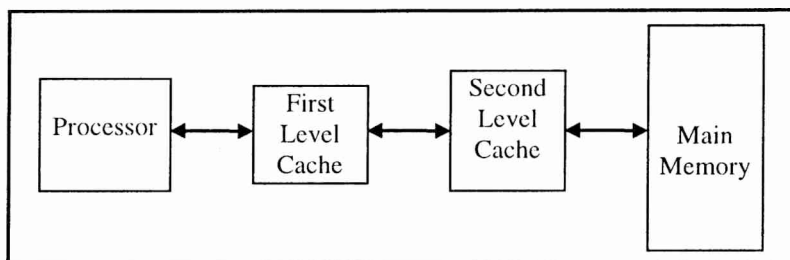 Processor
First
Level
Cache
Second
Level
Cache
Main
Memory